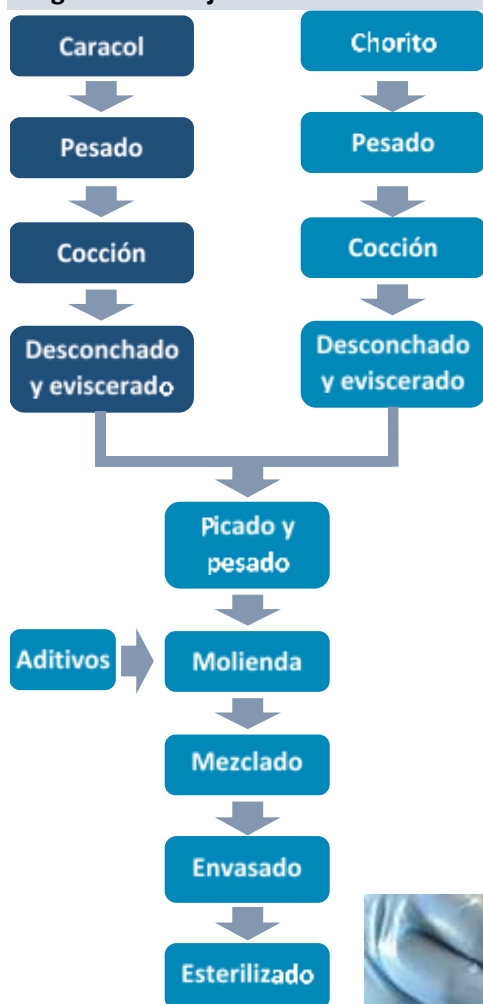 Caracol
Pesado
Cocción
Desconchado
y eviscerado
Chorito
Pesado
Cocción
Desconchado
y eviscerado
Picado y
pesado
Aditivos
Molienda
Mezclado
Envasado
Esterilizado